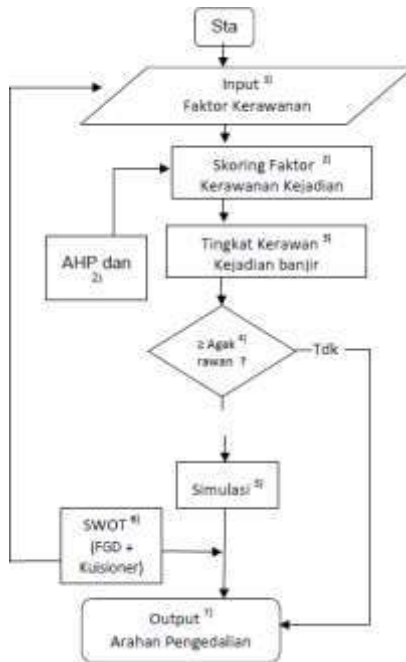 Sta
Input 1)
Faktor Kerawanan
Skoring Faktor 2)
Kerawanan Kejadian
AHP dan
2)
Tingkat Kerawan 3)
Kejadian banjir
≥ Agak 4)
rawan ?
Tdk
Simulasi 5)
SWOT 6)
(FGD +
Kuisioner)
Output 7)
Arahan Pengedalian